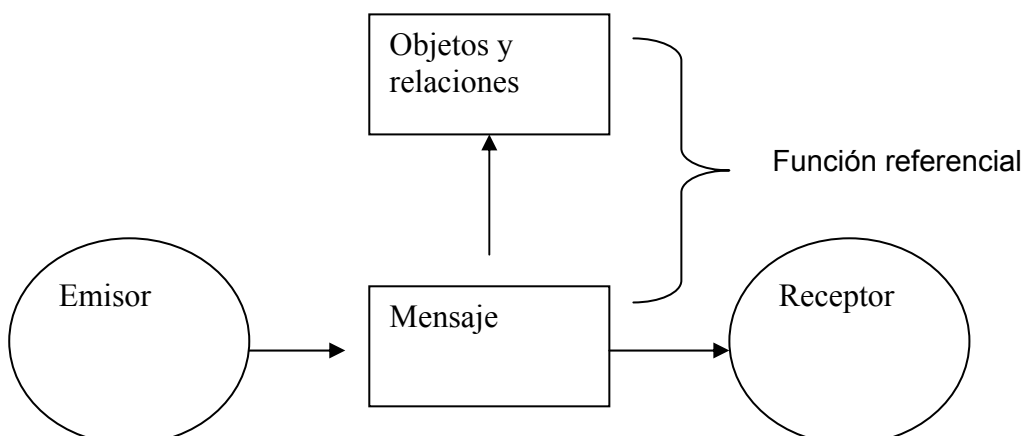 Objetos y
relaciones
Función referencial
Emisor
Mensaje
Receptor